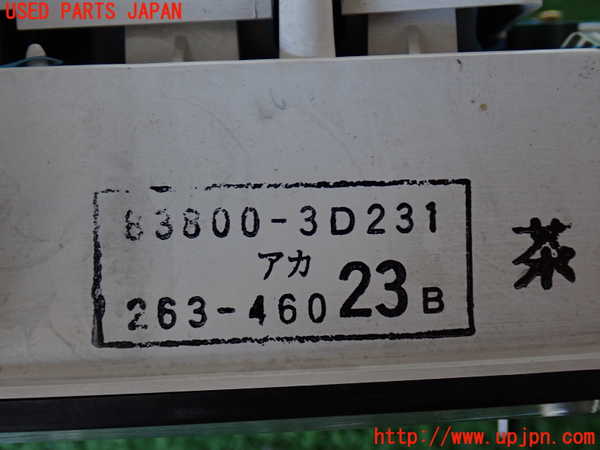 USED PARTS JAPAN
83800-3D231
アカ
263-460 23 B
茶
http://www.upjpn.com/